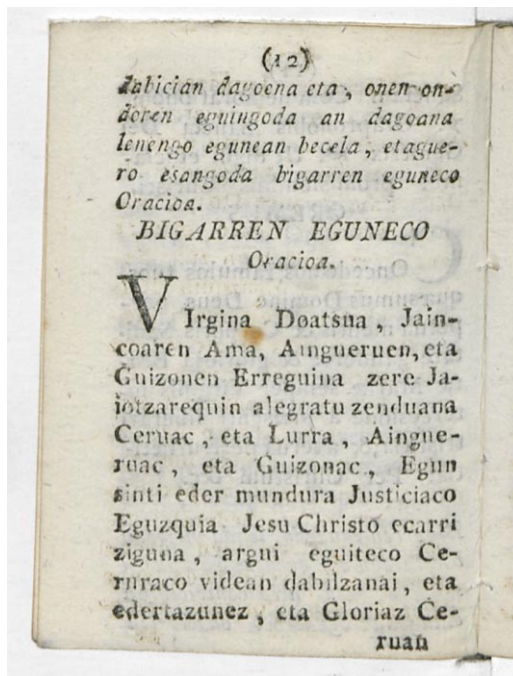 (12)
dabician dagoena eta, onen on-
doren eguingoda an dagoana
lenengo egunean becela, etague-
ro esangoda bigarren eguneco
Oracioa.
BIGARREN EGUNECO
Oracioa.
VIrgina Doatsua, Jain-
coaren Ama, Aingueruen, eta
Guizonen Erreguina zere Ja-
iotzarequin alegratu zenduana
Ceruac, eta Lurra, Aingue-
ruac, eta Guizonac, Egun
sinti eder mundura Justiciaco
Eguzquia Jesu Christo ecarri
ziguna, argui eguiteco Ce-
ruraco videan dabilzanai, eta
edertazunez, eta Gloriaz Ce-
ruan